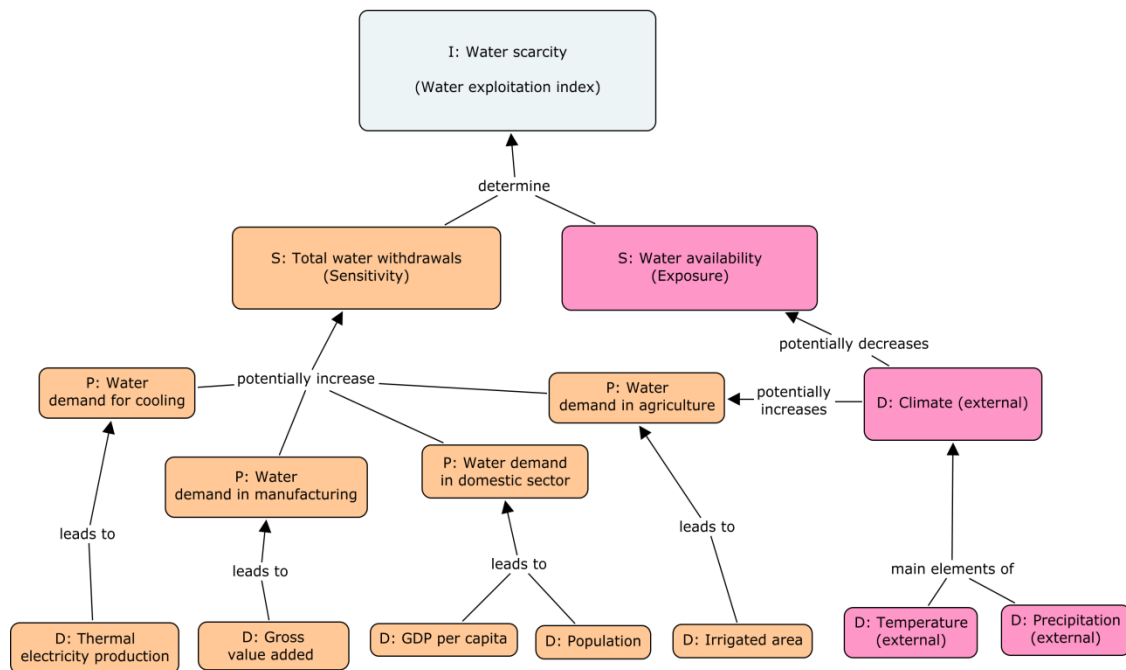 I: Water scarcity
(Water exploitation index)
determine
S: Total water withdrawals
(Sensitivity)
S: Water availability
(Exposure)
potentially decreases
potentially increase
P: Water
demand for cooling
P: Water
demand in agriculture
potentially
increases
D: Climate (external)
P: Water
demand in manufacturing
P: Water demand
in domestic sector
leads to
leads to
leads to
leads to
main elements of
D: Thermal
electricity production
D: Gross
value added
D: GDP per capita
D: Population
D: Irrigated area
D: Temperature
(external)
D: Precipitation
(external)